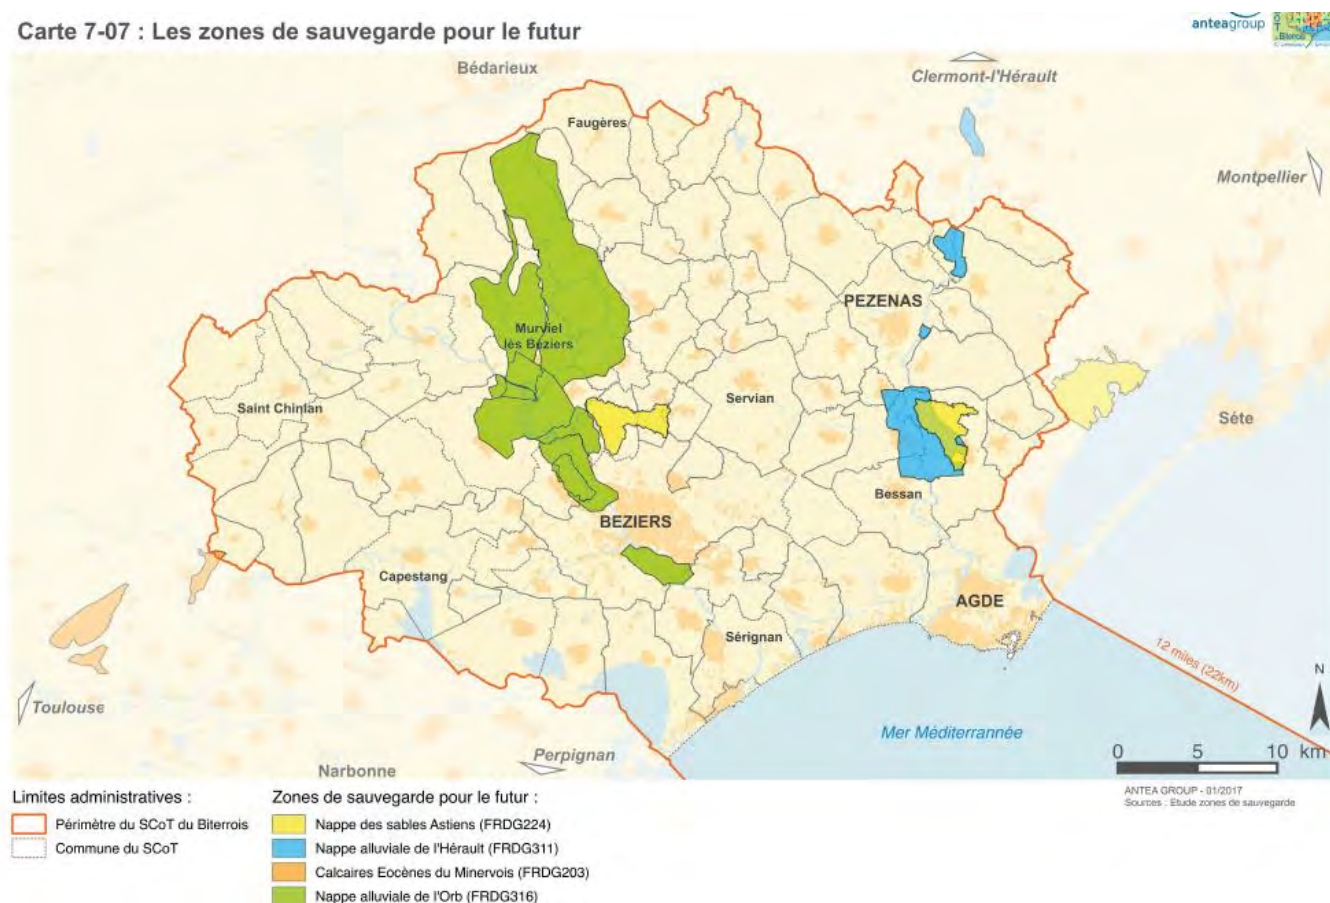 Carte 7-07 : Les zones de sauvegarde pour le futur
anteagroup
Bédarieux
Clermont-l'Hérault
Faugères
Montpellier
PEZENAS
Murviel
lès Béziers
Saint Chinian
Servian
Séte
Bessan
BEZIERS
Capestang
AGDE
Sérignan
12 miles (22km)
N
Toulouse
Mer Méditerrannée
Perpignan
Narbonne
0 5 10 km
ANTEA GROUP - 01/2017
Sources : Etude zones de sauvegarde
Limites administratives :
Périmètre du SCoT du Biterrois
Commune du SCoT
Zones de sauvegarde pour le futur :
Nappe des sables Astiens (FRDG224)
Nappe alluviale de l'Hérault (FRDG311)
Calcaires Eocènes du Minervois (FRDG203)
Nappe alluviale de l'Orb (FRDG316)